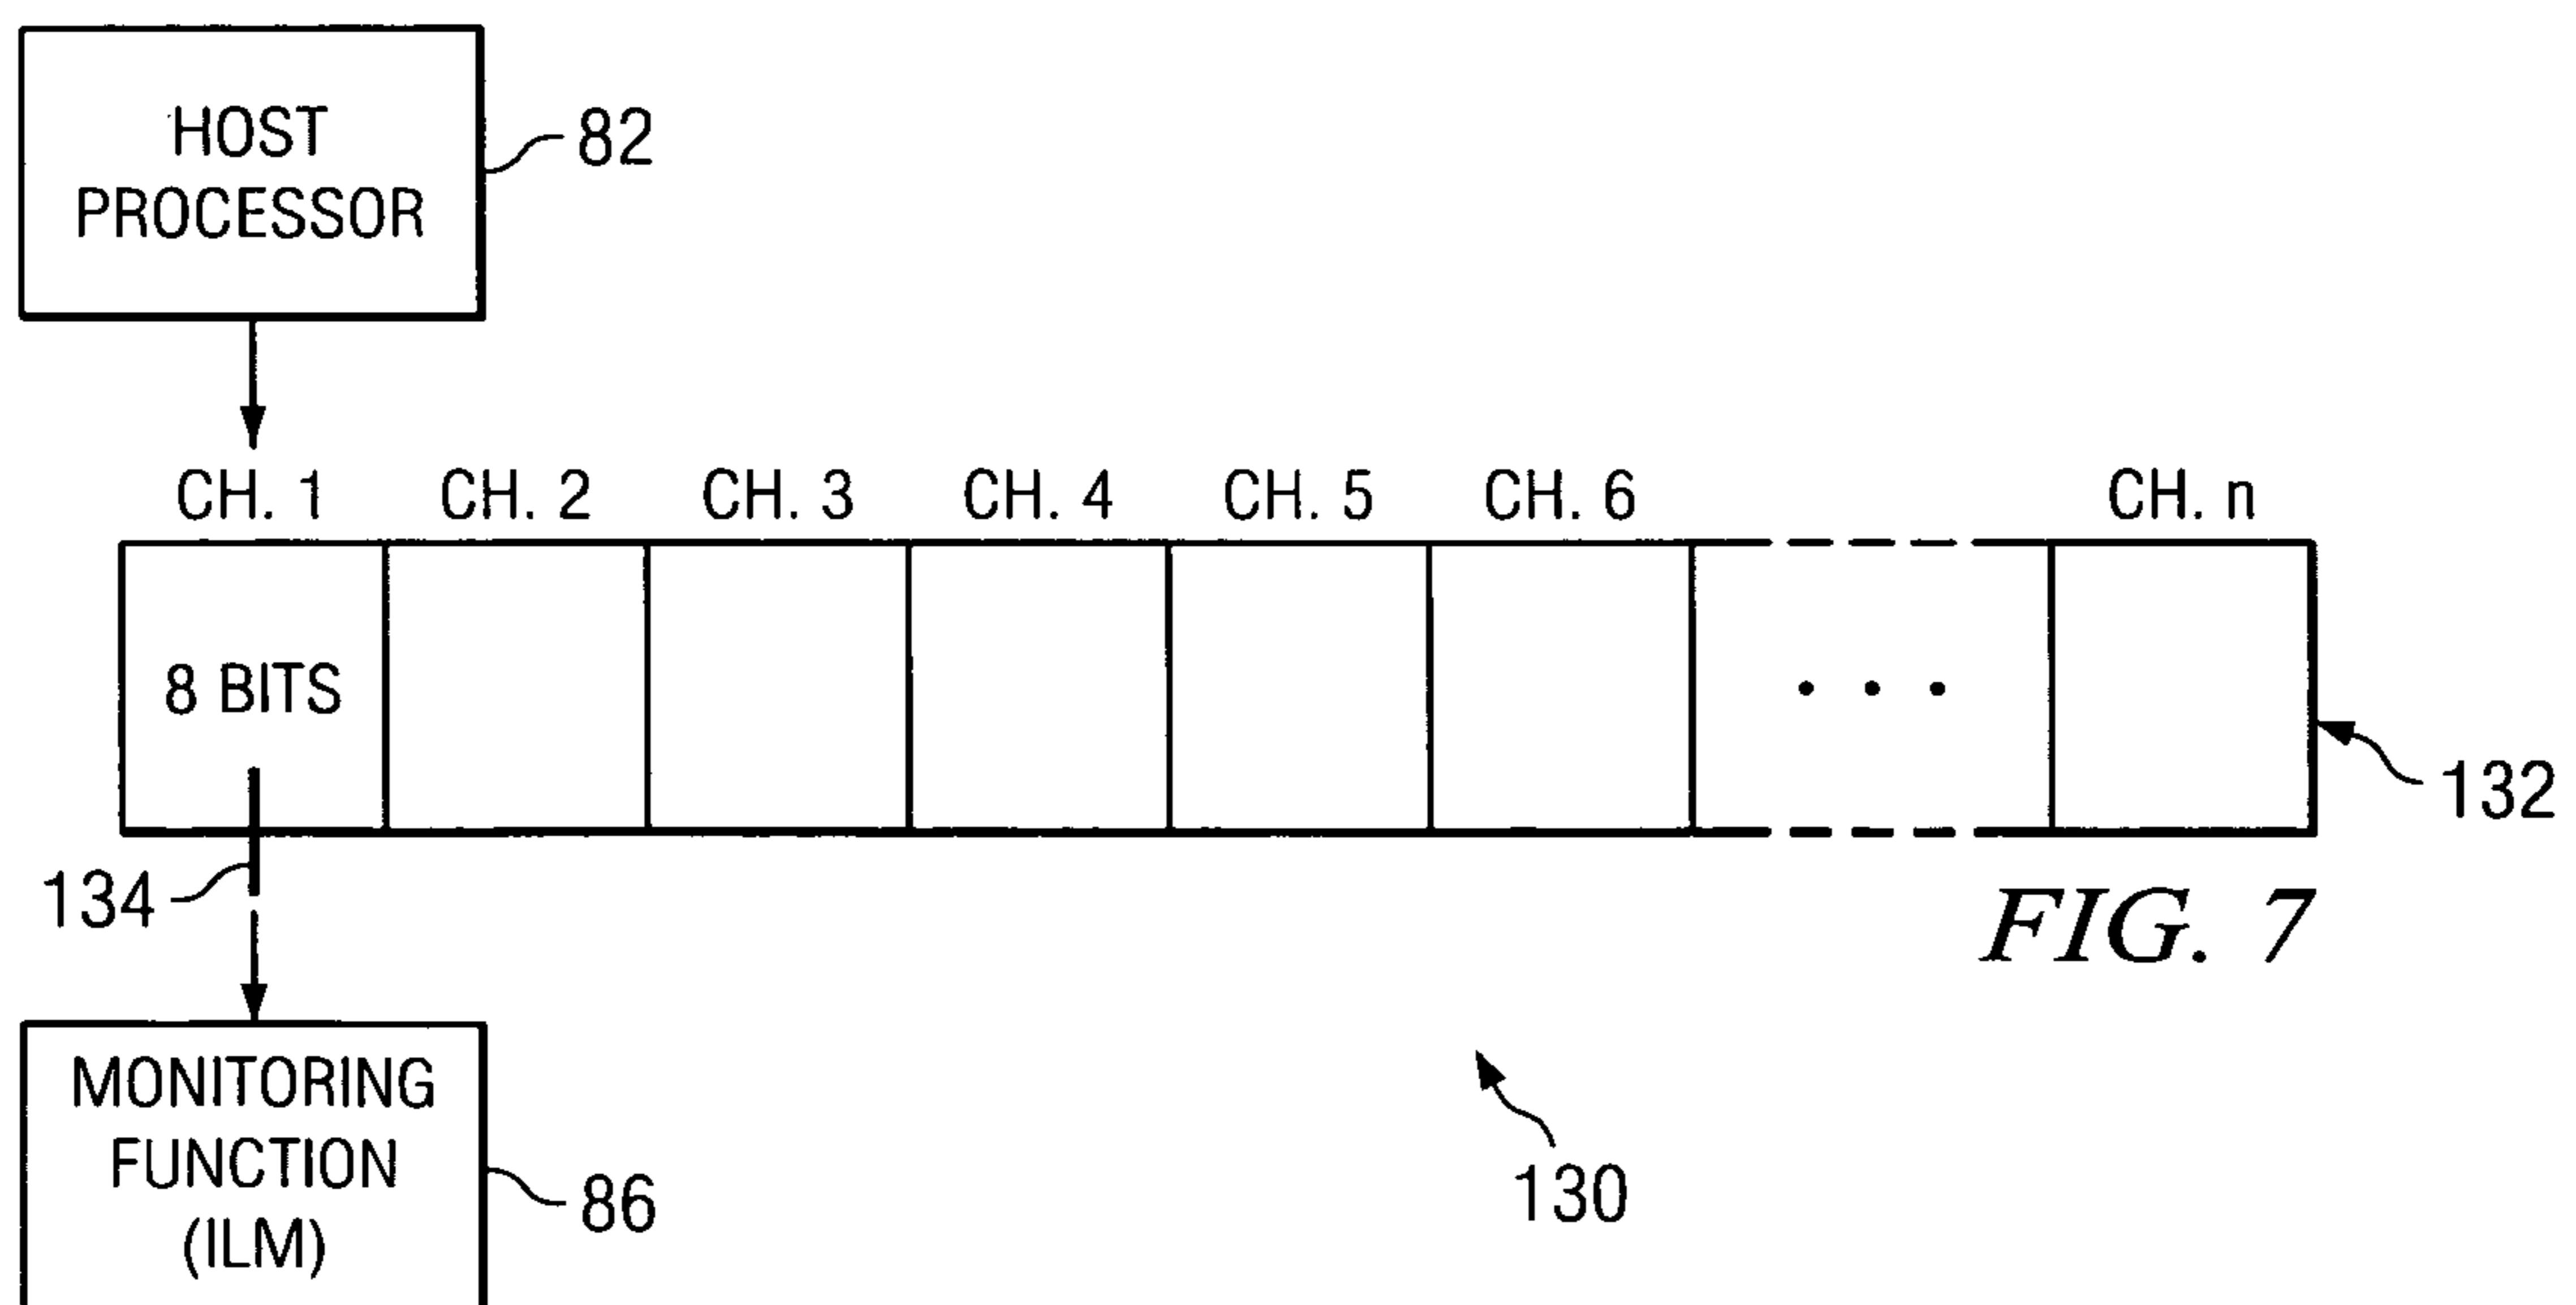 HOST
PROCESSOR
82
CH. 1 CH. 2 CH. 3 CH. 4 CH. 5 CH. 6 CH. n
8 BITS
. . .
132
134
FIG. 7
MONITORING
FUNCTION
(ILM)
86
130